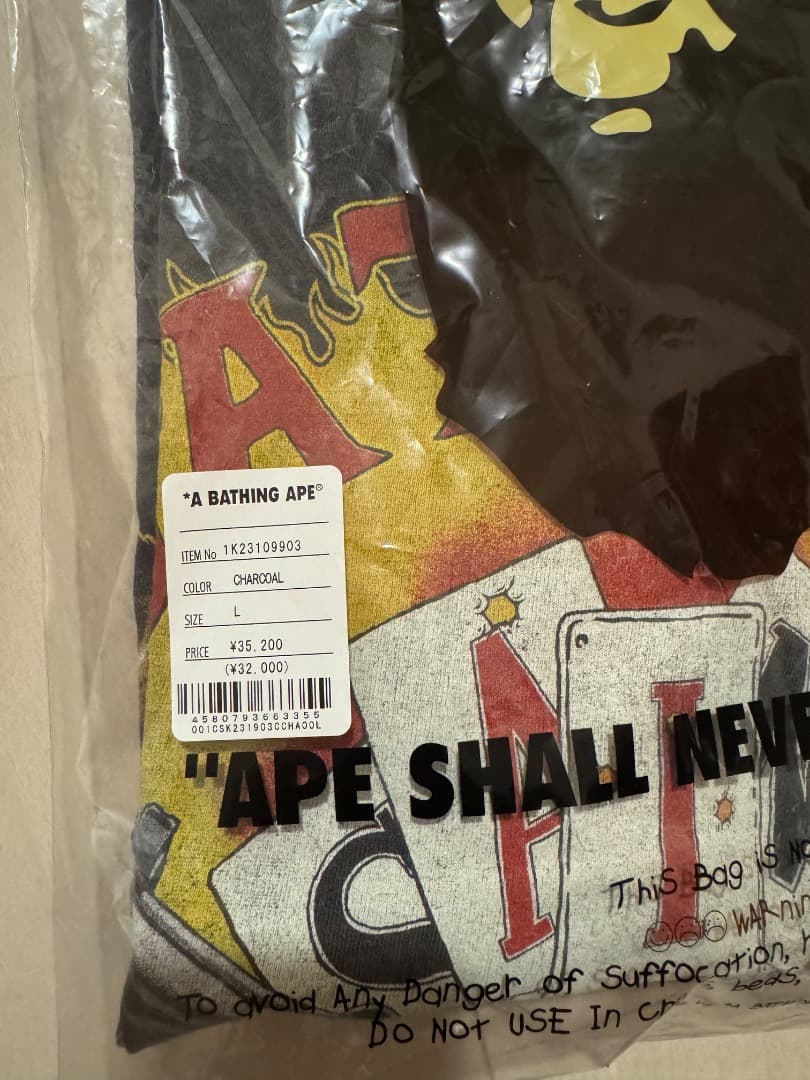 A
*A BATHING APE®
ITEM No 1K23109903
COLOR CHARCOAL
SIZE L
PRICE ¥35,200
(¥32,000)
4580793663355
001CSK231903CCHA00L
"APE SHALL NEVE
This Bag iS
WARnin
To avoid Any Danger of Suffocation,
Do NOt USE In
beds,